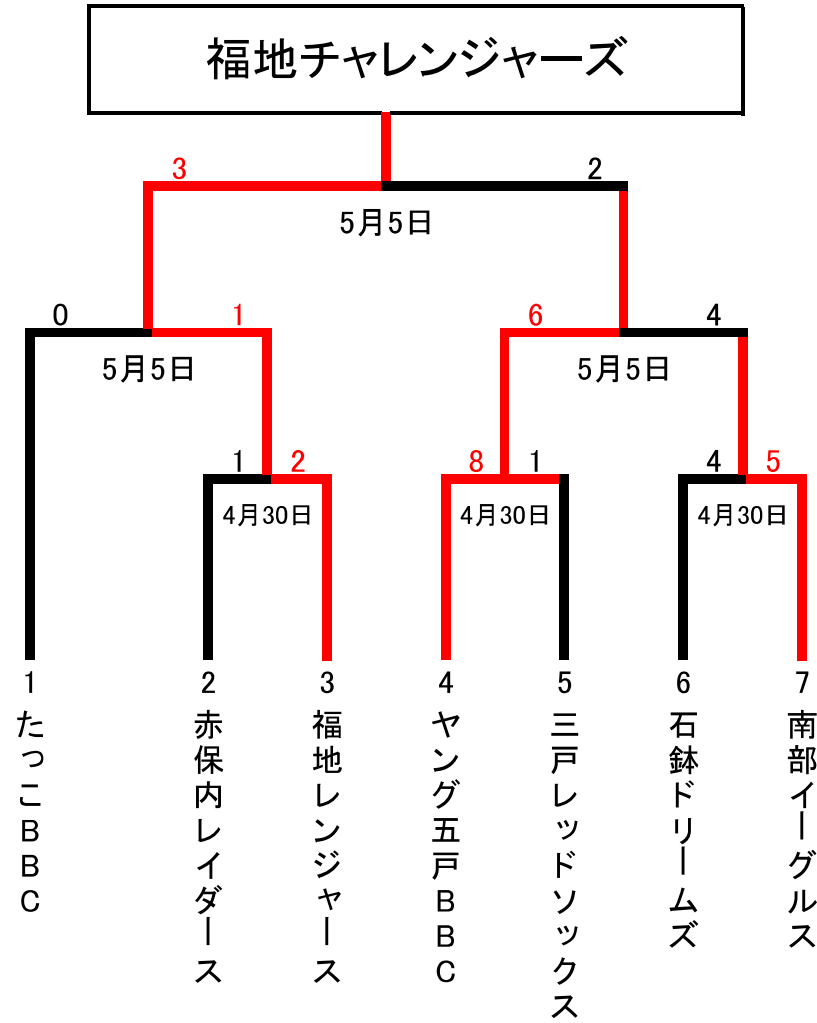 福地チャレンジャーズ
3
2
5月5日
0
1
6
4
5月5日
5月5日
1
2
8
1
4
5
4月30日
4月30日
4月30日
1
2
3
4
5
6
7
たっこBBC
赤保内レイダース
福地レンジャース
ヤング五戸BBC
三戸レッドソックス
石鉢ドリームズ
南部イーグルス